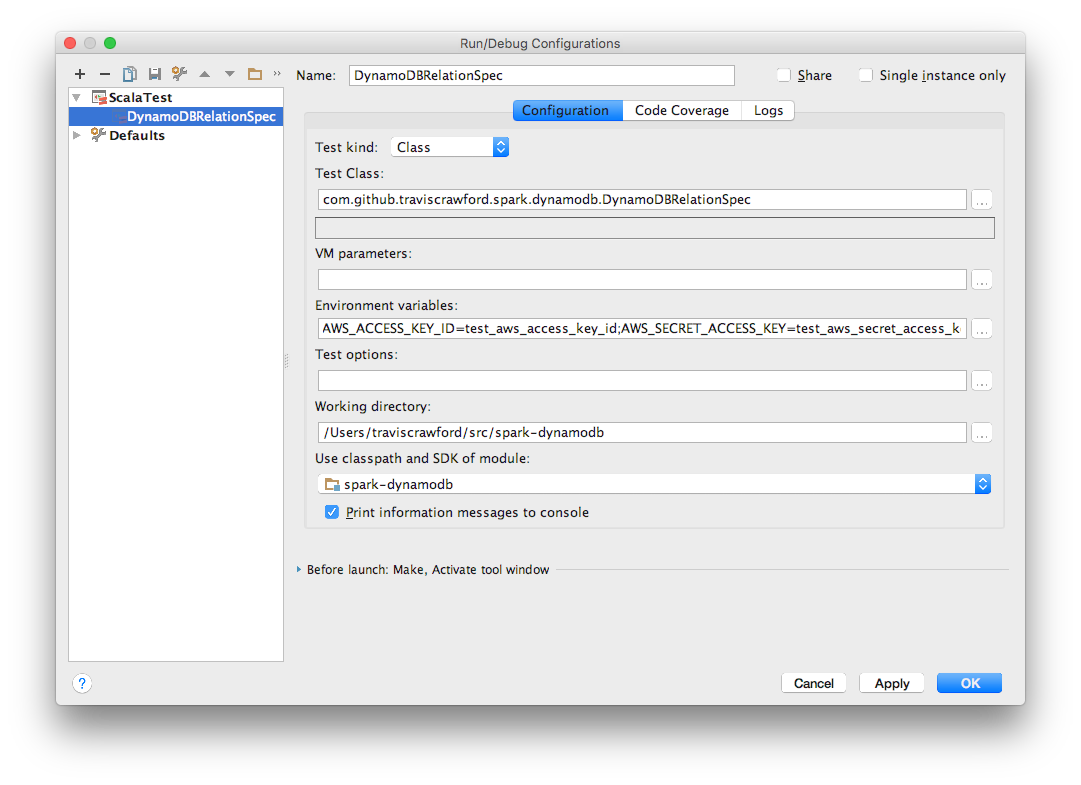 Run/Debug Configurations
Name: DynamoDBRelationSpec Share Single instance only
ScalaTest
DynamoDBRelationSpec
Defaults
Configuration Code Coverage Logs
Test kind: Class
Test Class:
com.github.traviscrawford.spark.dynamodb.DynamoDBRelationSpec ...
VM parameters:
...
Environment variables:
AWS_ACCESS_KEY_ID=test_aws_access_key_id;AWS_SECRET_ACCESS_KEY=test_aws_secret_access_k ...
Test options:
...
Working directory:
/Users/traviscrawford/src/spark-dynamodb ...
Use classpath and SDK of module:
spark-dynamodb
Print information messages to console
Before launch: Make, Activate tool window
? Cancel Apply OK